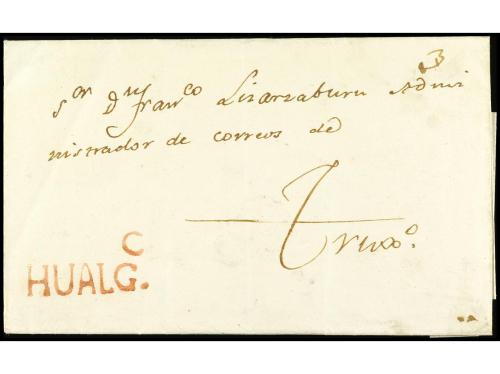 3
Sor Dn Franco Lizarzaburu Admi
nistrador de correos de
Truxo.
C
HUALG.